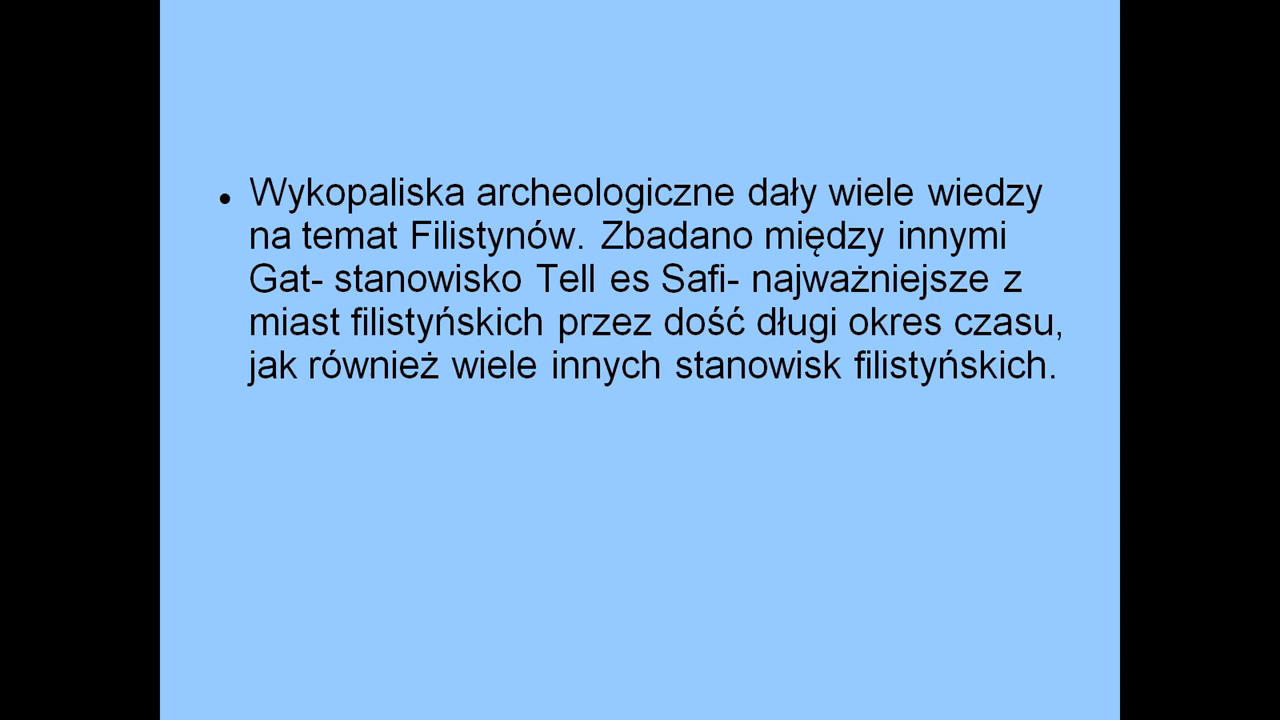 • Wykopaliska archeologiczne dały wiele wiedzy
na temat Filistynów. Zbadano między innymi
Gat- stanowisko Tell es Safi- najważniejsze z
miast filistyńskich przez dość długi okres czasu,
jak również wiele innych stanowisk filistyńskich.